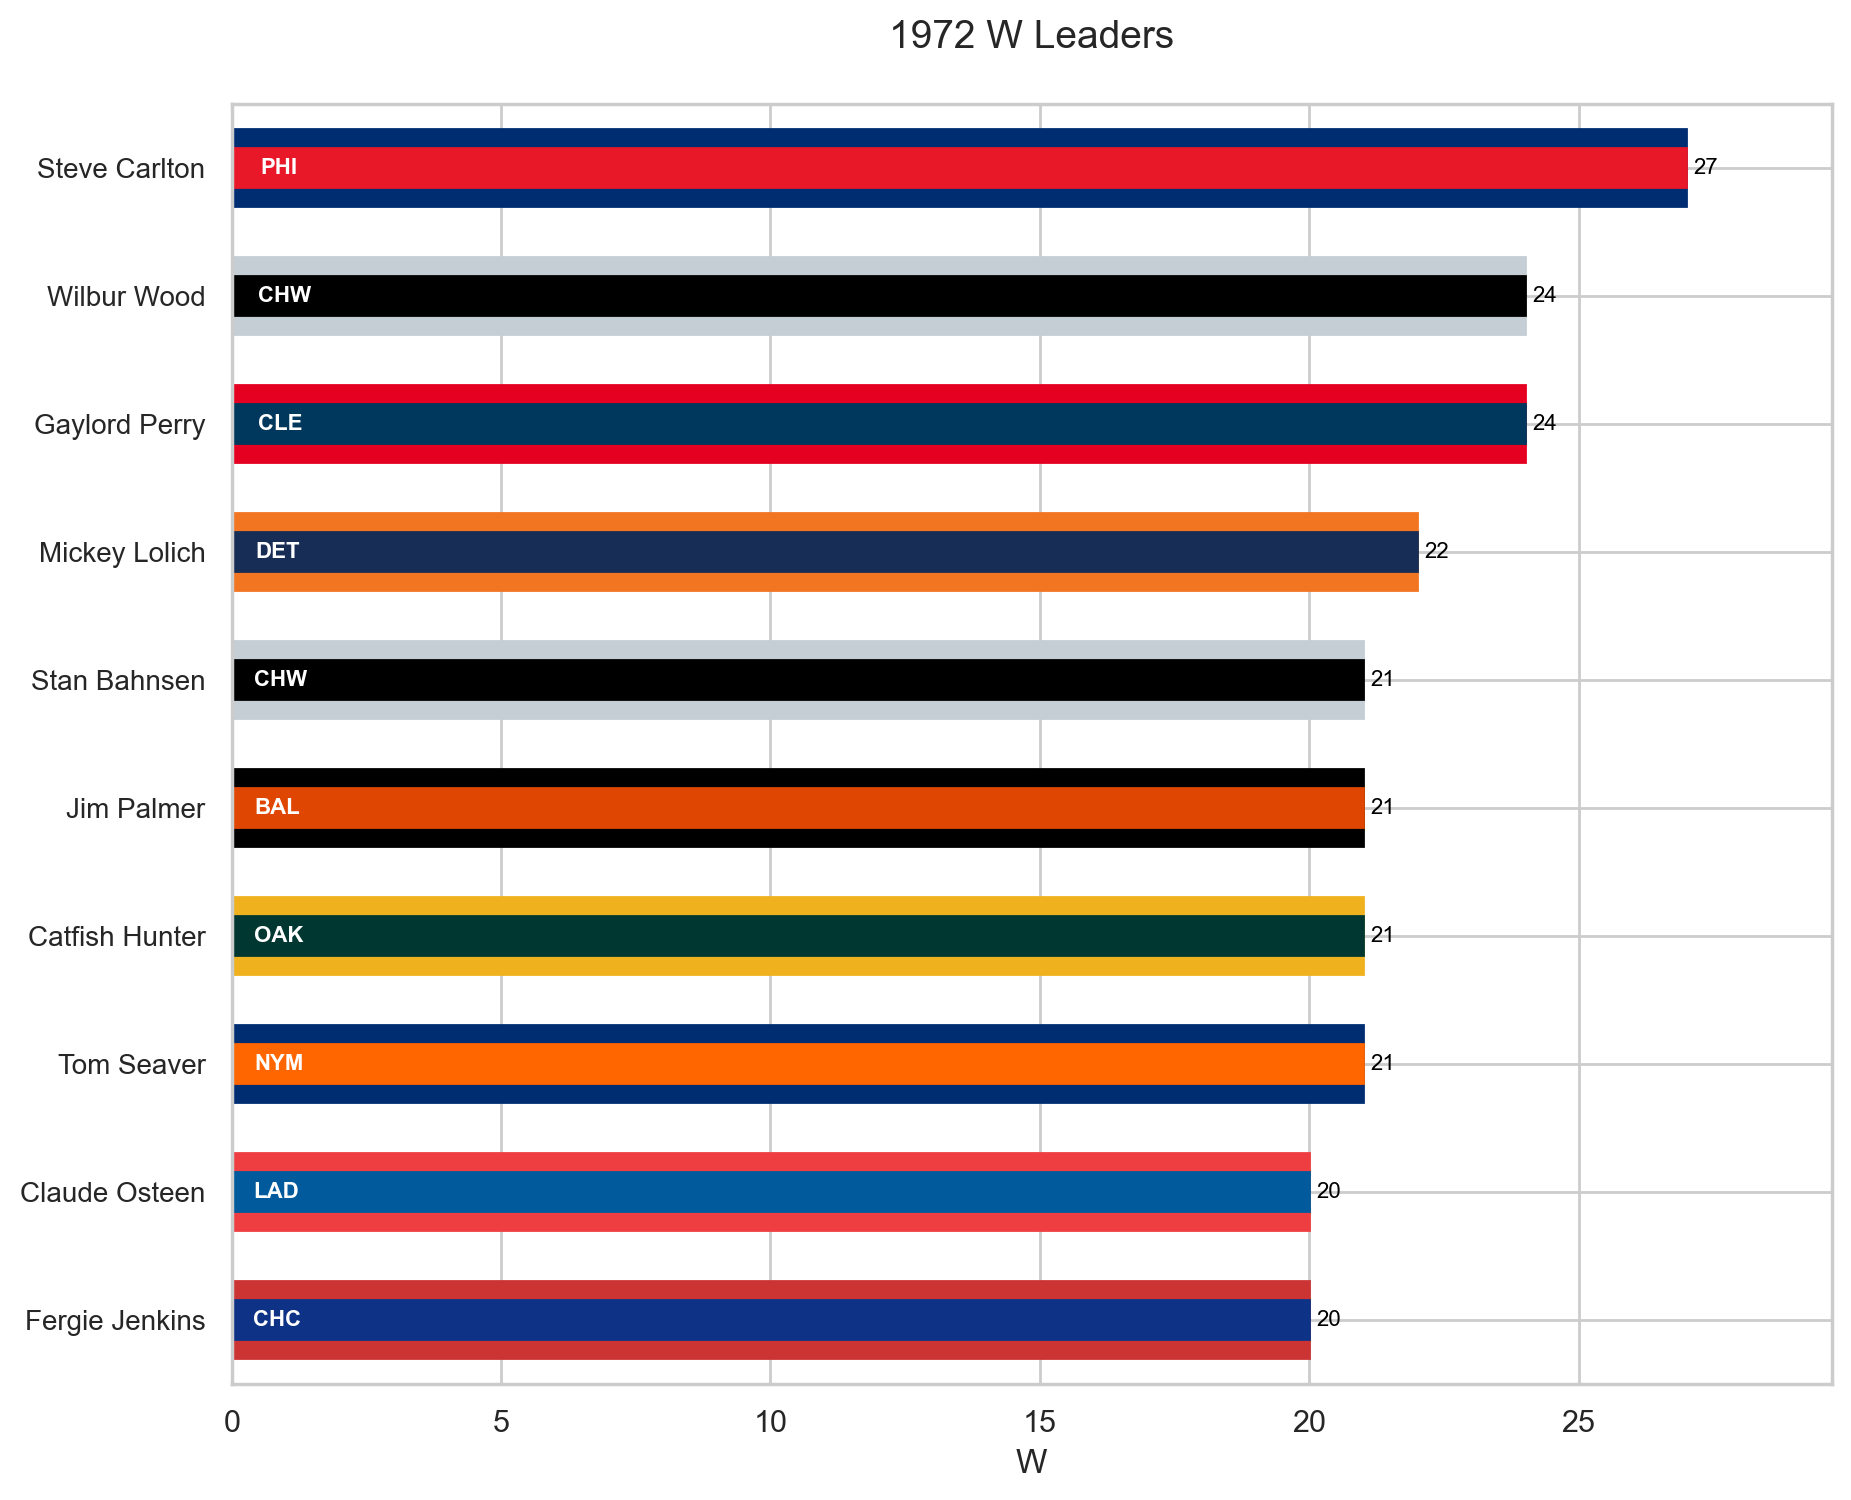 1972 W Leaders
Steve Carlton PHI 27
Wilbur Wood CHW 24
Gaylord Perry CLE 24
Mickey Lolich DET 22
Stan Bahnsen CHW 21
Jim Palmer BAL 21
Catfish Hunter OAK 21
Tom Seaver NYM 21
Claude Osteen LAD 20
Fergie Jenkins CHC 20
0 5 10 15 20 25
W